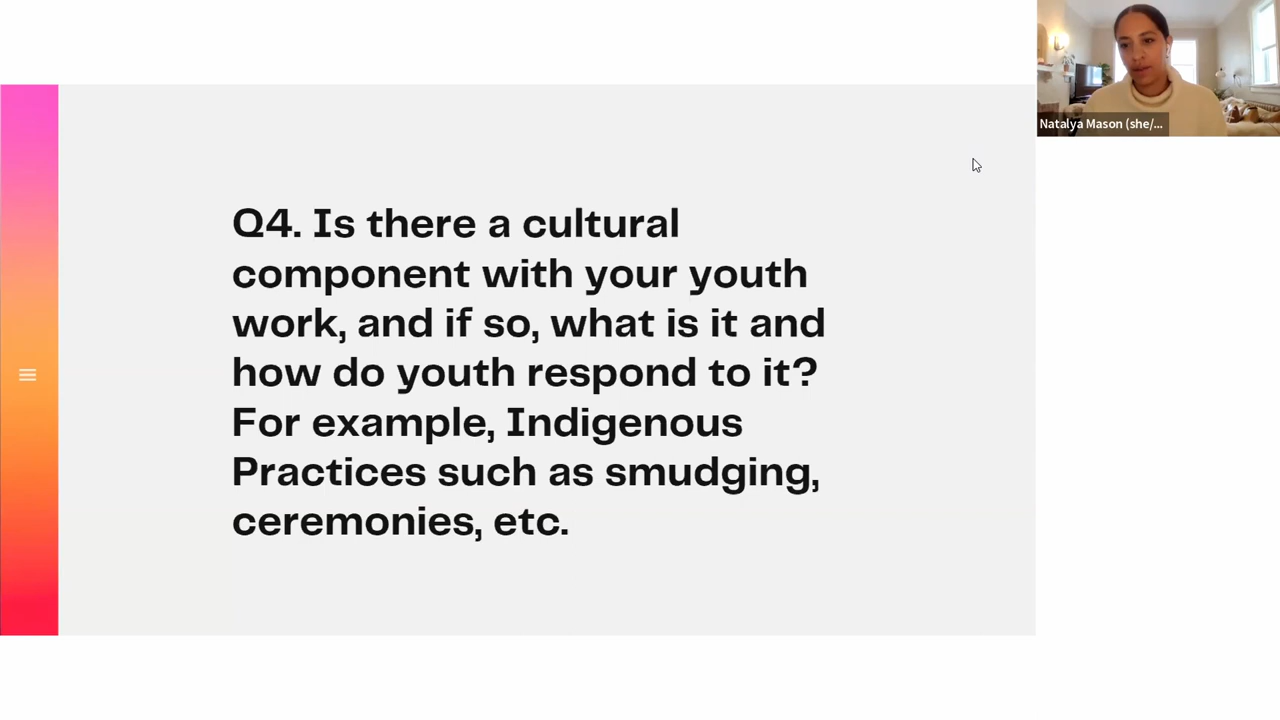 Q4. Is there a cultural
component with your youth
work, and if so, what is it and
how do youth respond to it?
For example, Indigenous
Practices such as smudging,
ceremonies, etc.
Natalya Mason (she/...